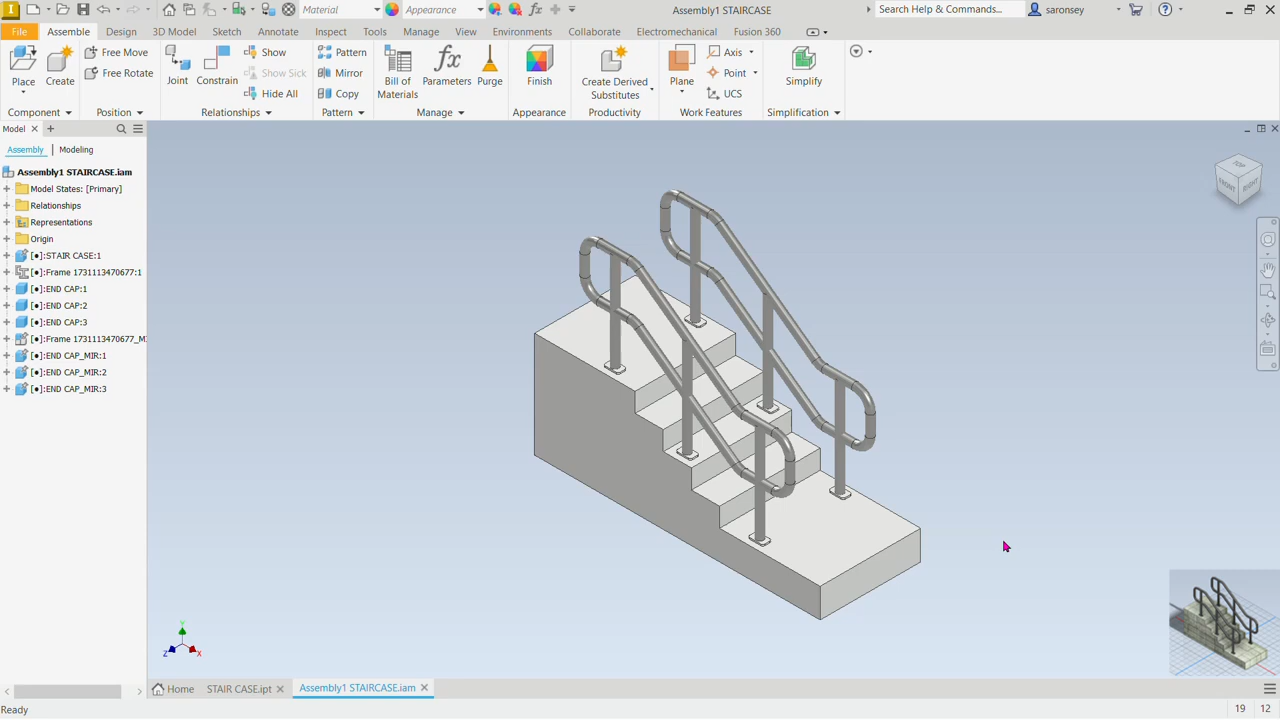 Material
Appearance
Assembly1 STAIRCASE
Search Help & Commands...
saronsey
File
Assemble
Design
3D Model
Sketch
Annotate
Inspect
Tools
Manage
View
Environments
Collaborate
Electromechanical
Fusion 360
Place
Create
Free Move
Free Rotate
Joint
Constrain
Show
Show Sick
Hide All
Pattern
Mirror
Copy
Bill of
Materials
Parameters
Purge
Finish
Create Derived
Substitutes
Plane
Axis
Point
UCS
Simplify
Component
Position
Relationships
Pattern
Manage
Appearance
Productivity
Work Features
Simplification
Model
Assembly
Modeling
Assembly1 STAIRCASE.iam
Model States: [Primary]
Relationships
Representations
Origin
[●]:STAIR CASE:1
[●]:Frame 1731113470677:1
[●]:END CAP:1
[●]:END CAP:2
[●]:END CAP:3
[●]:Frame 1731113470677_MI
[●]:END CAP_MIR:1
[●]:END CAP_MIR:2
[●]:END CAP_MIR:3
TOP
FRONT
RIGHT
Y
Z
X
Home
STAIR CASE.ipt
Assembly1 STAIRCASE.iam
Ready
19
12